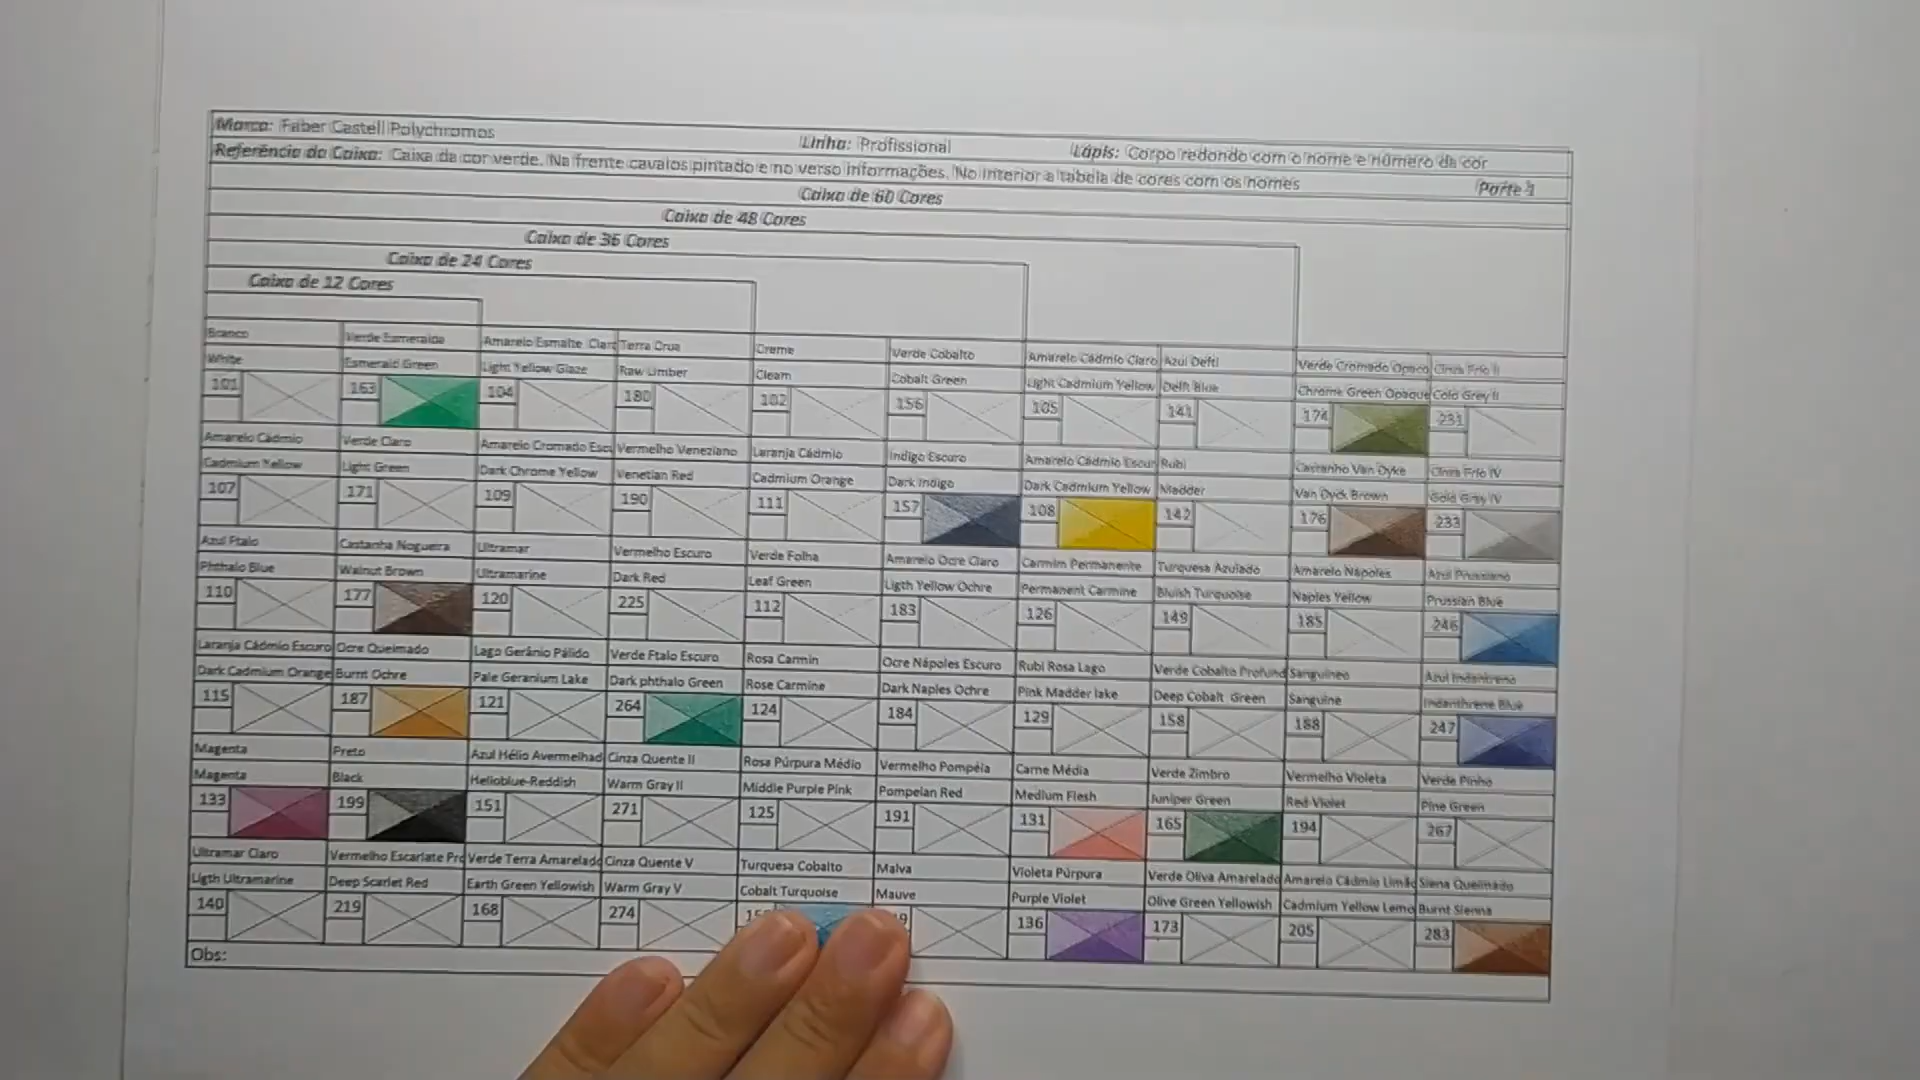 Marca: Faber Castell Polychromos Linha: Profissional Lápis: Corpo redondo com o nome e número da cor
Referência da Caixa: Caixa da cor verde. Na frente cavalos pintado e no verso informações. No interior a tabela de cores com os nomes Parte 1
Caixa de 60 Cores
Caixa de 48 Cores
Caixa de 36 Cores
Caixa de 24 Cores
Caixa de 12 Cores
Branco Verde Esmeralda Amarelo Esmalte Claro Terra Crua Creme Verde Cobalto Amarelo Cádmio Claro Azul Delfti Verde Cromado Opaco Cinza Frio II
White Esmerald Green Light Yellow Glaze Raw Umber Cleam Cobalt Green Light Cadmium Yellow Delft Blue Chrome Green Opaque Cold Grey II
101 163 104 180 102 156 105 141 174 231
Amarelo Cádmio Verde Claro Amarelo Cromado Escu Vermelho Veneziano Laranja Cádmio Indigo Escuro Amarelo Cádmio Escur Rubi Castanho Van Dyke Cinza Frio IV
Cadmium Yellow Light Green Dark Chrome Yellow Venetian Red Cadmium Orange Dark Indigo Dark Cadmium Yellow Madder Van Dyck Brown Gold Gray IV
107 171 109 190 111 157 108 142 176 233
Azul Ftalo Castanha Nogueira Ultramar Vermelho Escuro Verde Folha Amarelo Ocre Claro Carmim Permanente Turquesa Azulado Amarelo Nápoles Azul Prussiano
Phthalo Blue Walnut Brown Ultramarine Dark Red Leaf Green Ligth Yellow Ochre Permanent Carmine Bluish Turquoise Naples Yellow Prussian Blue
110 177 120 225 112 183 126 149 185 246
Laranja Cádmio Escuro Ocre Queimado Lago Gerânio Pálido Verde Ftalo Escuro Rosa Carmin Ocre Nápoles Escuro Rubi Rosa Lago Verde Cobalto Profund Sanguíneo Azul Indantreno
Dark Cadmium Orange Burnt Ochre Pale Geranium Lake Dark phthalo Green Rose Carmine Dark Naples Ochre Pink Madder lake Deep Cobalt Green Sanguine Indanthrene Blue
115 187 121 264 124 184 129 158 188 247
Magenta Preto Azul Hélio Avermelhad Cinza Quente II Rosa Púrpura Médio Vermelho Pompéia Carne Média Verde Zimbro Vermelho Violeta Verde Pinho
Magenta Black Helioblue-Reddish Warm Gray II Middle Purple Pink Pompeian Red Medium Flesh Juniper Green Red-Violet Pine Green
133 199 151 271 125 191 131 165 194 267
Ultramar Claro Vermelho Escarlate Pro Verde Terra Amarelado Cinza Quente V Turquesa Cobalto Malva Violeta Púrpura Verde Oliva Amarelado Amarelo Cádmio Limão Siena Queimado
Ligth Ultramarine Deep Scarlet Red Earth Green Yellowish Warm Gray V Cobalt Turquoise Mauve Purple Violet Olive Green Yellowish Cadmium Yellow Lemo Burnt Sienna
140 219 168 274 136 173 205 283
Obs: